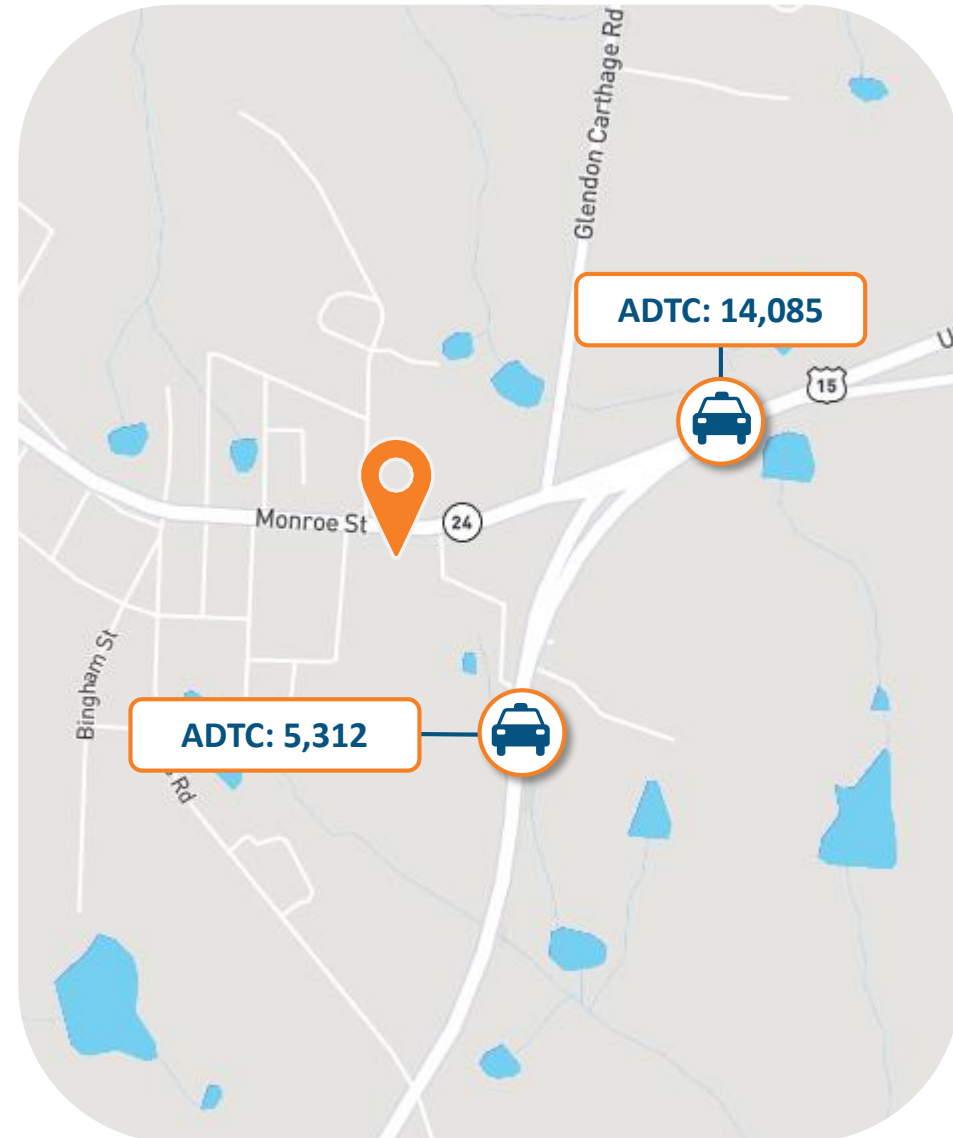 Glendon Carthage Rd
ADTC: 14,085
U
15
Monroe St
24
Bingham St
ADTC: 5,312
Rd